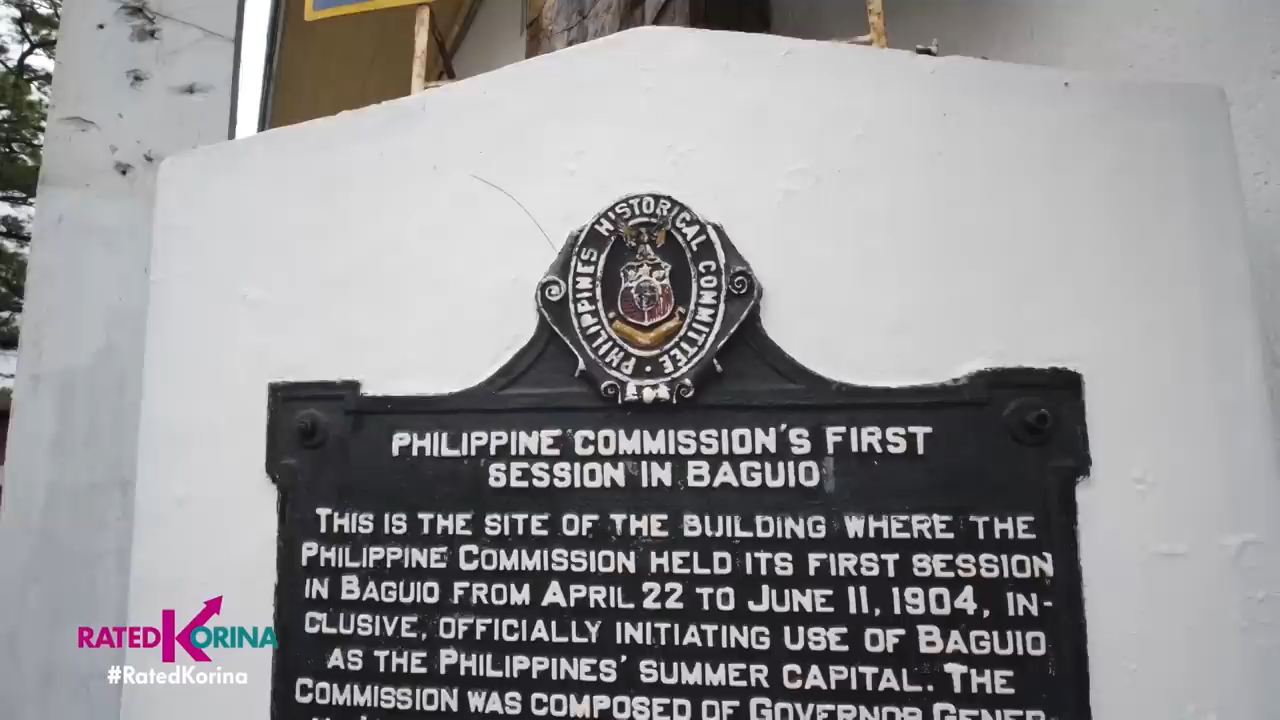 PHILIPPINES HISTORICAL COMMITTEE
PHILIPPINE COMMISSION'S FIRST
SESSION IN BAGUIO
THIS IS THE SITE OF THE BUILDING WHERE THE
PHILIPPINE COMMISSION HELD ITS FIRST SESSION
IN BAGUIO FROM APRIL 22 TO JUNE 11, 1904, IN-
CLUSIVE, OFFICIALLY INITIATING USE OF BAGUIO
AS THE PHILIPPINES' SUMMER CAPITAL. THE
COMMISSION WAS COMPOSED OF GOVERNOR GENER-
RATED KORINA
#RatedKorina